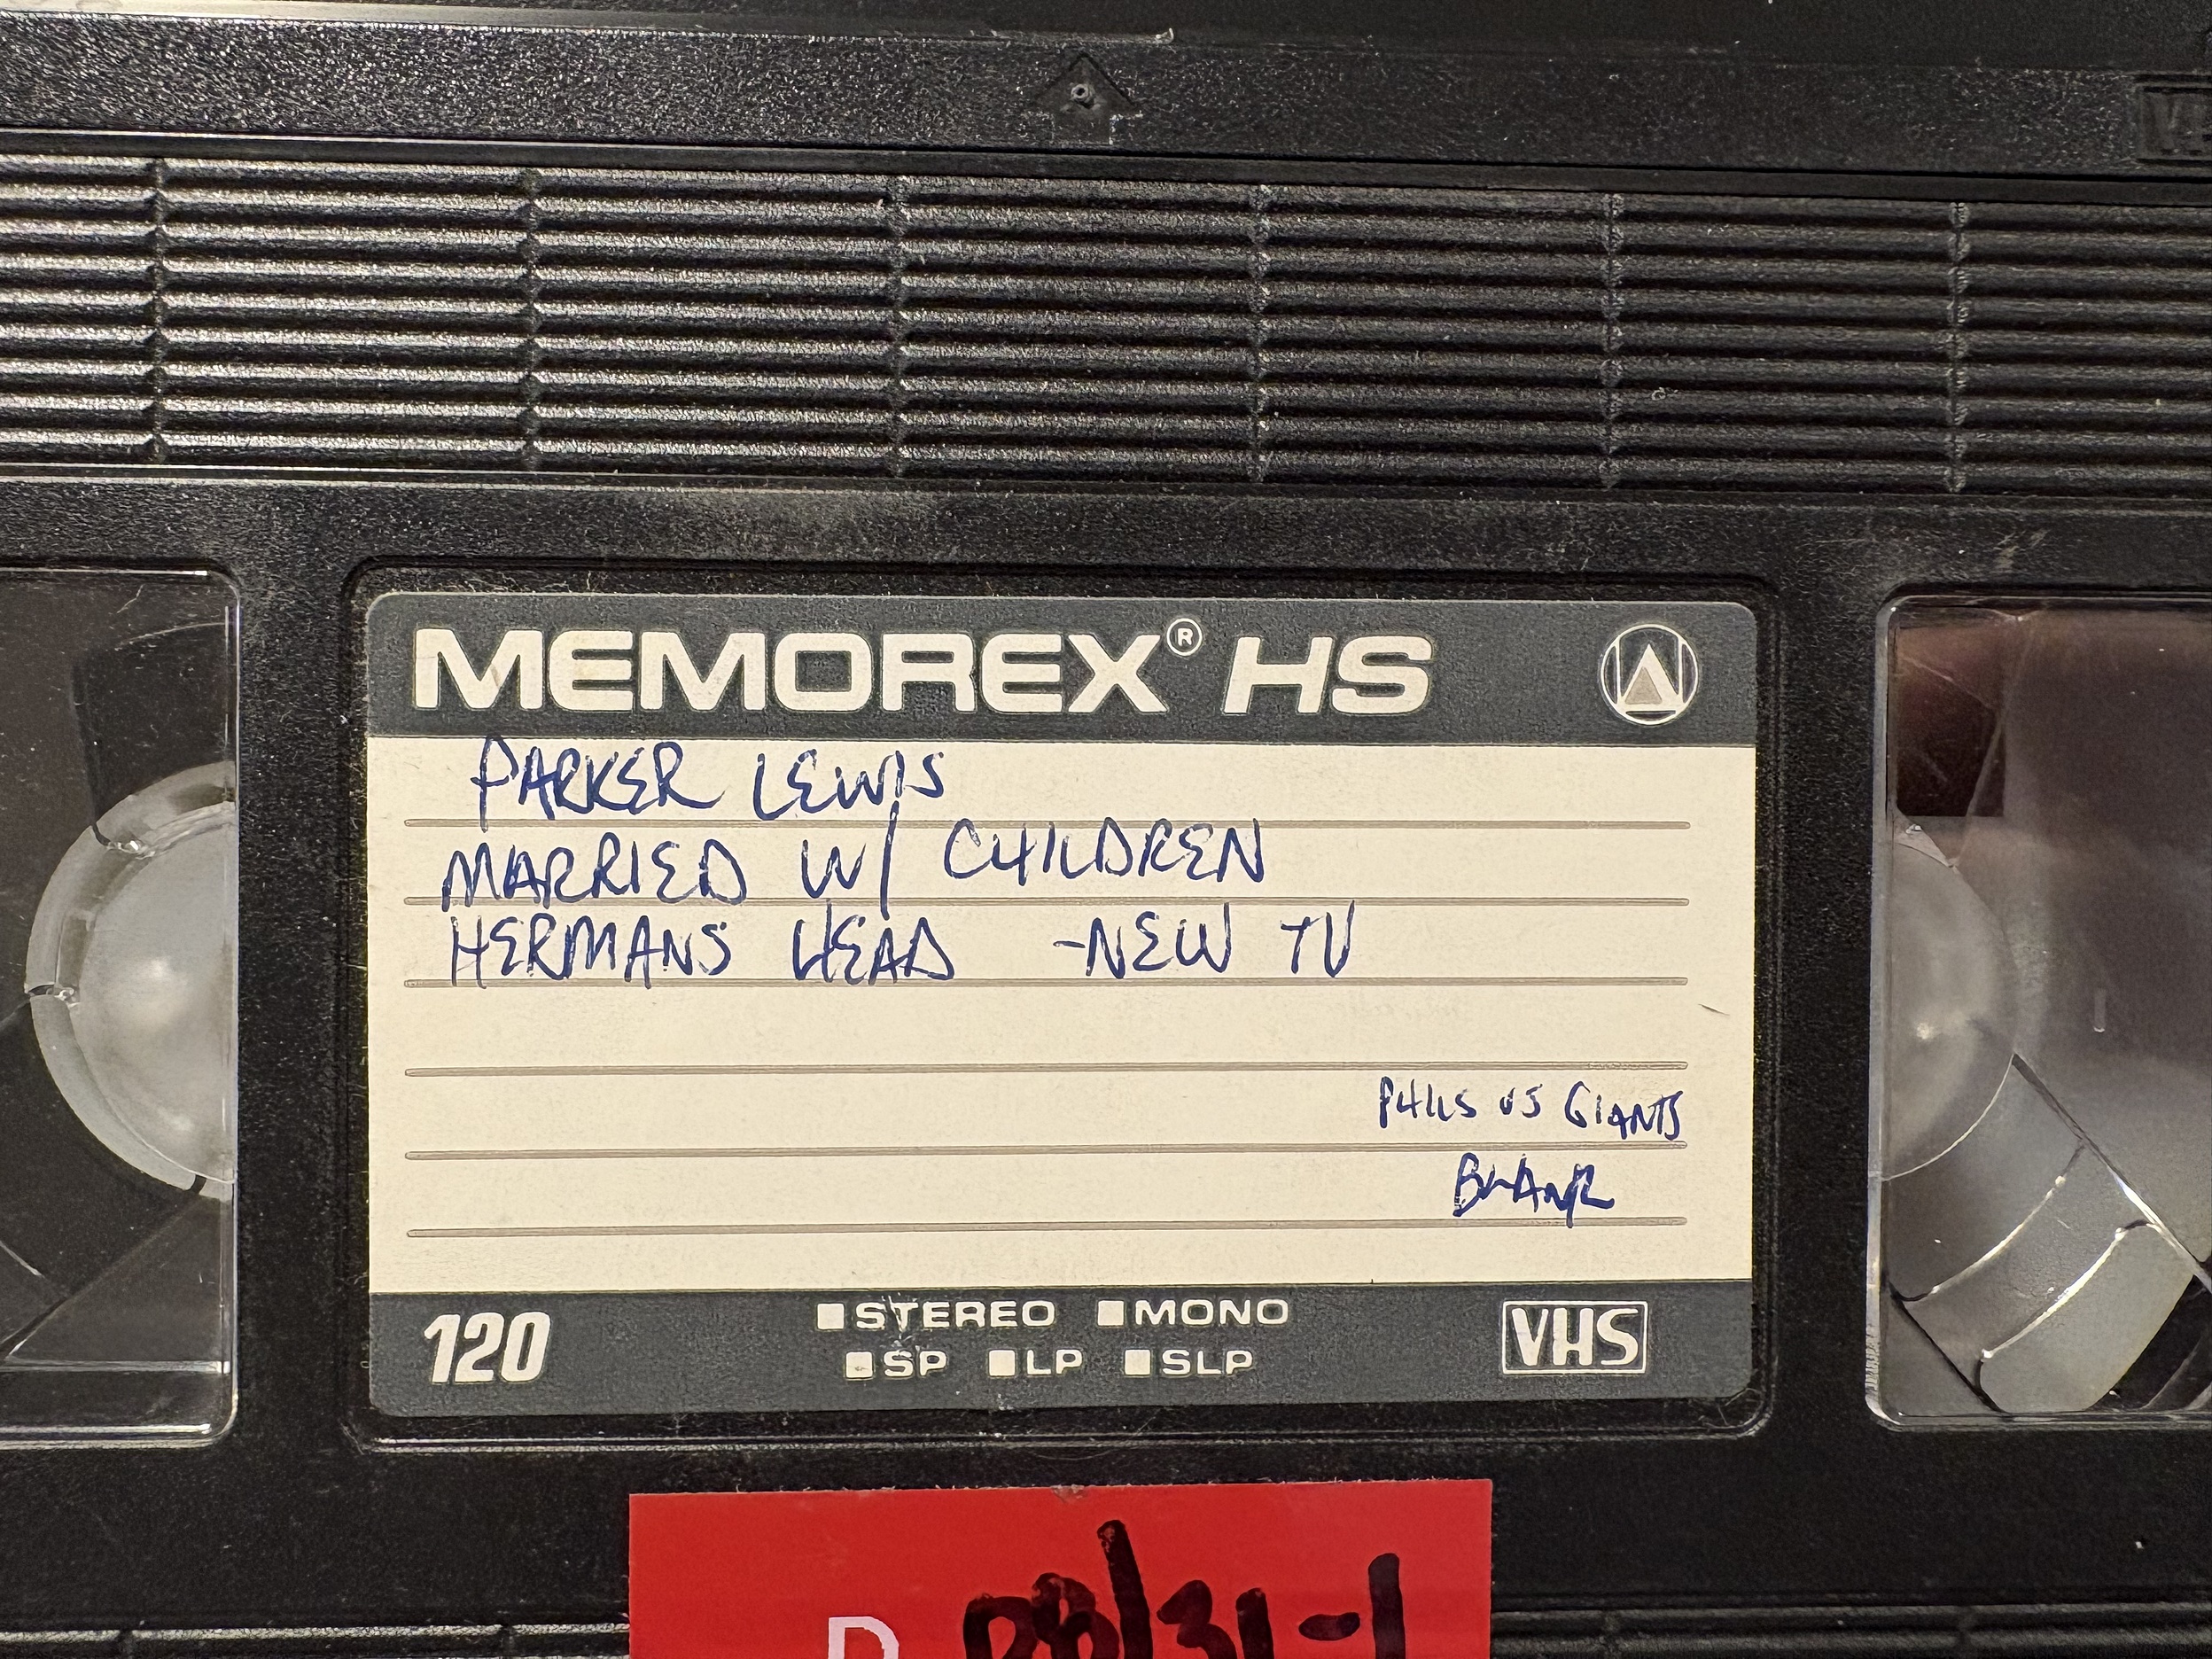 MEMOREX® HS
PARKER LEWIS
MARRIED W/ CHILDREN
HERMANS HEAD -NEW TV
PHILS VS GIANTS
BLANK
120
STEREO MONO
SP LP SLP
VHS